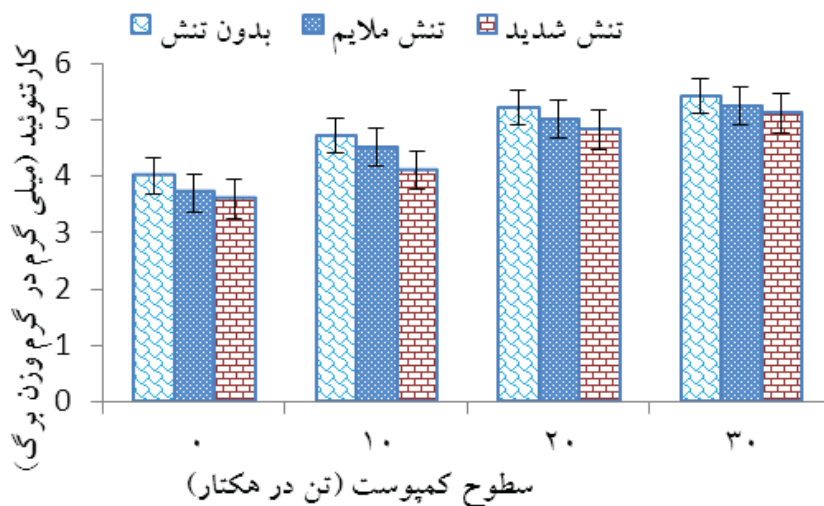 بدون تنش تنش ملایم تنش شدید
کارتنوئید (میلی گرم در گرم وزن برگ)
6
5
4
3
2
1
0
۰ ۱۰ ۲۰ ۳۰
سطوح کمپوست (تن در هکتار)